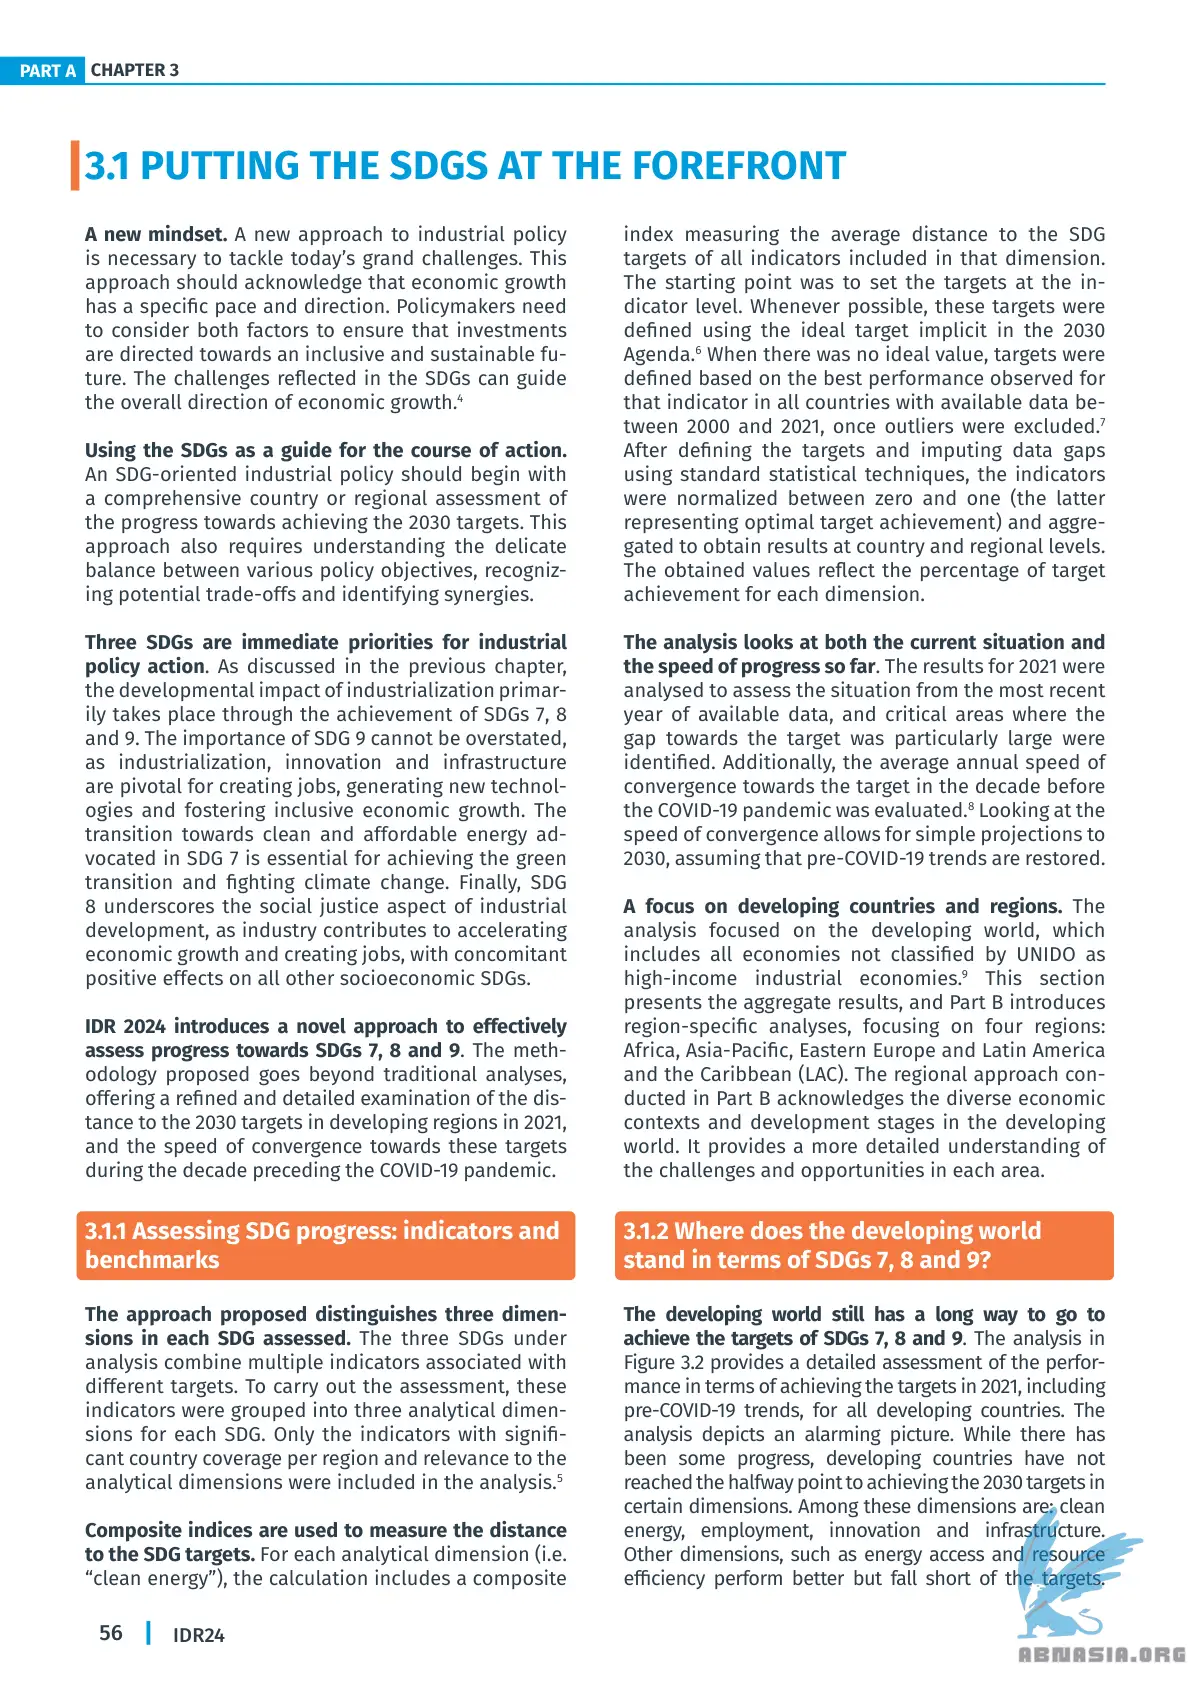 PART A CHAPTER 3
3.1 PUTTING THE SDGS AT THE FOREFRONT
A new mindset. A new approach to industrial policy
is necessary to tackle today’s grand challenges. This
approach should acknowledge that economic growth
has a specific pace and direction. Policymakers need
to consider both factors to ensure that investments
are directed towards an inclusive and sustainable fu-
ture. The challenges reflected in the SDGs can guide
the overall direction of economic growth.4
Using the SDGs as a guide for the course of action.
An SDG-oriented industrial policy should begin with
a comprehensive country or regional assessment of
the progress towards achieving the 2030 targets. This
approach also requires understanding the delicate
balance between various policy objectives, recogniz-
ing potential trade-offs and identifying synergies.
Three SDGs are immediate priorities for industrial
policy action. As discussed in the previous chapter,
the developmental impact of industrialization primar-
ily takes place through the achievement of SDGs 7, 8
and 9. The importance of SDG 9 cannot be overstated,
as industrialization, innovation and infrastructure
are pivotal for creating jobs, generating new technol-
ogies and fostering inclusive economic growth. The
transition towards clean and affordable energy ad-
vocated in SDG 7 is essential for achieving the green
transition and fighting climate change. Finally, SDG
8 underscores the social justice aspect of industrial
development, as industry contributes to accelerating
economic growth and creating jobs, with concomitant
positive effects on all other socioeconomic SDGs.
IDR 2024 introduces a novel approach to effectively
assess progress towards SDGs 7, 8 and 9. The meth-
odology proposed goes beyond traditional analyses,
offering a refined and detailed examination of the dis-
tance to the 2030 targets in developing regions in 2021,
and the speed of convergence towards these targets
during the decade preceding the COVID-19 pandemic.
3.1.1 Assessing SDG progress: indicators and
benchmarks
The approach proposed distinguishes three dimen-
sions in each SDG assessed. The three SDGs under
analysis combine multiple indicators associated with
different targets. To carry out the assessment, these
indicators were grouped into three analytical dimen-
sions for each SDG. Only the indicators with signifi-
cant country coverage per region and relevance to the
analytical dimensions were included in the analysis.5
Composite indices are used to measure the distance
to the SDG targets. For each analytical dimension (i.e.
“clean energy”), the calculation includes a composite
index measuring the average distance to the SDG
targets of all indicators included in that dimension.
The starting point was to set the targets at the in-
dicator level. Whenever possible, these targets were
defined using the ideal target implicit in the 2030
Agenda.6 When there was no ideal value, targets were
defined based on the best performance observed for
that indicator in all countries with available data be-
tween 2000 and 2021, once outliers were excluded.7
After defining the targets and imputing data gaps
using standard statistical techniques, the indicators
were normalized between zero and one (the latter
representing optimal target achievement) and aggre-
gated to obtain results at country and regional levels.
The obtained values reflect the percentage of target
achievement for each dimension.
The analysis looks at both the current situation and
the speed of progress so far. The results for 2021 were
analysed to assess the situation from the most recent
year of available data, and critical areas where the
gap towards the target was particularly large were
identified. Additionally, the average annual speed of
convergence towards the target in the decade before
the COVID-19 pandemic was evaluated.8 Looking at the
speed of convergence allows for simple projections to
2030, assuming that pre-COVID-19 trends are restored.
A focus on developing countries and regions. The
analysis focused on the developing world, which
includes all economies not classified by UNIDO as
high-income industrial economies.9 This section
presents the aggregate results, and Part B introduces
region-specific analyses, focusing on four regions:
Africa, Asia-Pacific, Eastern Europe and Latin America
and the Caribbean (LAC). The regional approach con-
ducted in Part B acknowledges the diverse economic
contexts and development stages in the developing
world. It provides a more detailed understanding of
the challenges and opportunities in each area.
3.1.2 Where does the developing world
stand in terms of SDGs 7, 8 and 9?
The developing world still has a long way to go to
achieve the targets of SDGs 7, 8 and 9. The analysis in
Figure 3.2 provides a detailed assessment of the perfor-
mance in terms of achieving the targets in 2021, including
pre-COVID-19 trends, for all developing countries. The
analysis depicts an alarming picture. While there has
been some progress, developing countries have not
reached the halfway point to achieving the 2030 targets in
certain dimensions. Among these dimensions are: clean
energy, employment, innovation and infrastructure.
Other dimensions, such as energy access and resource
efficiency perform better but fall short of the targets.
56 IDR24
ABNASIA.ORG